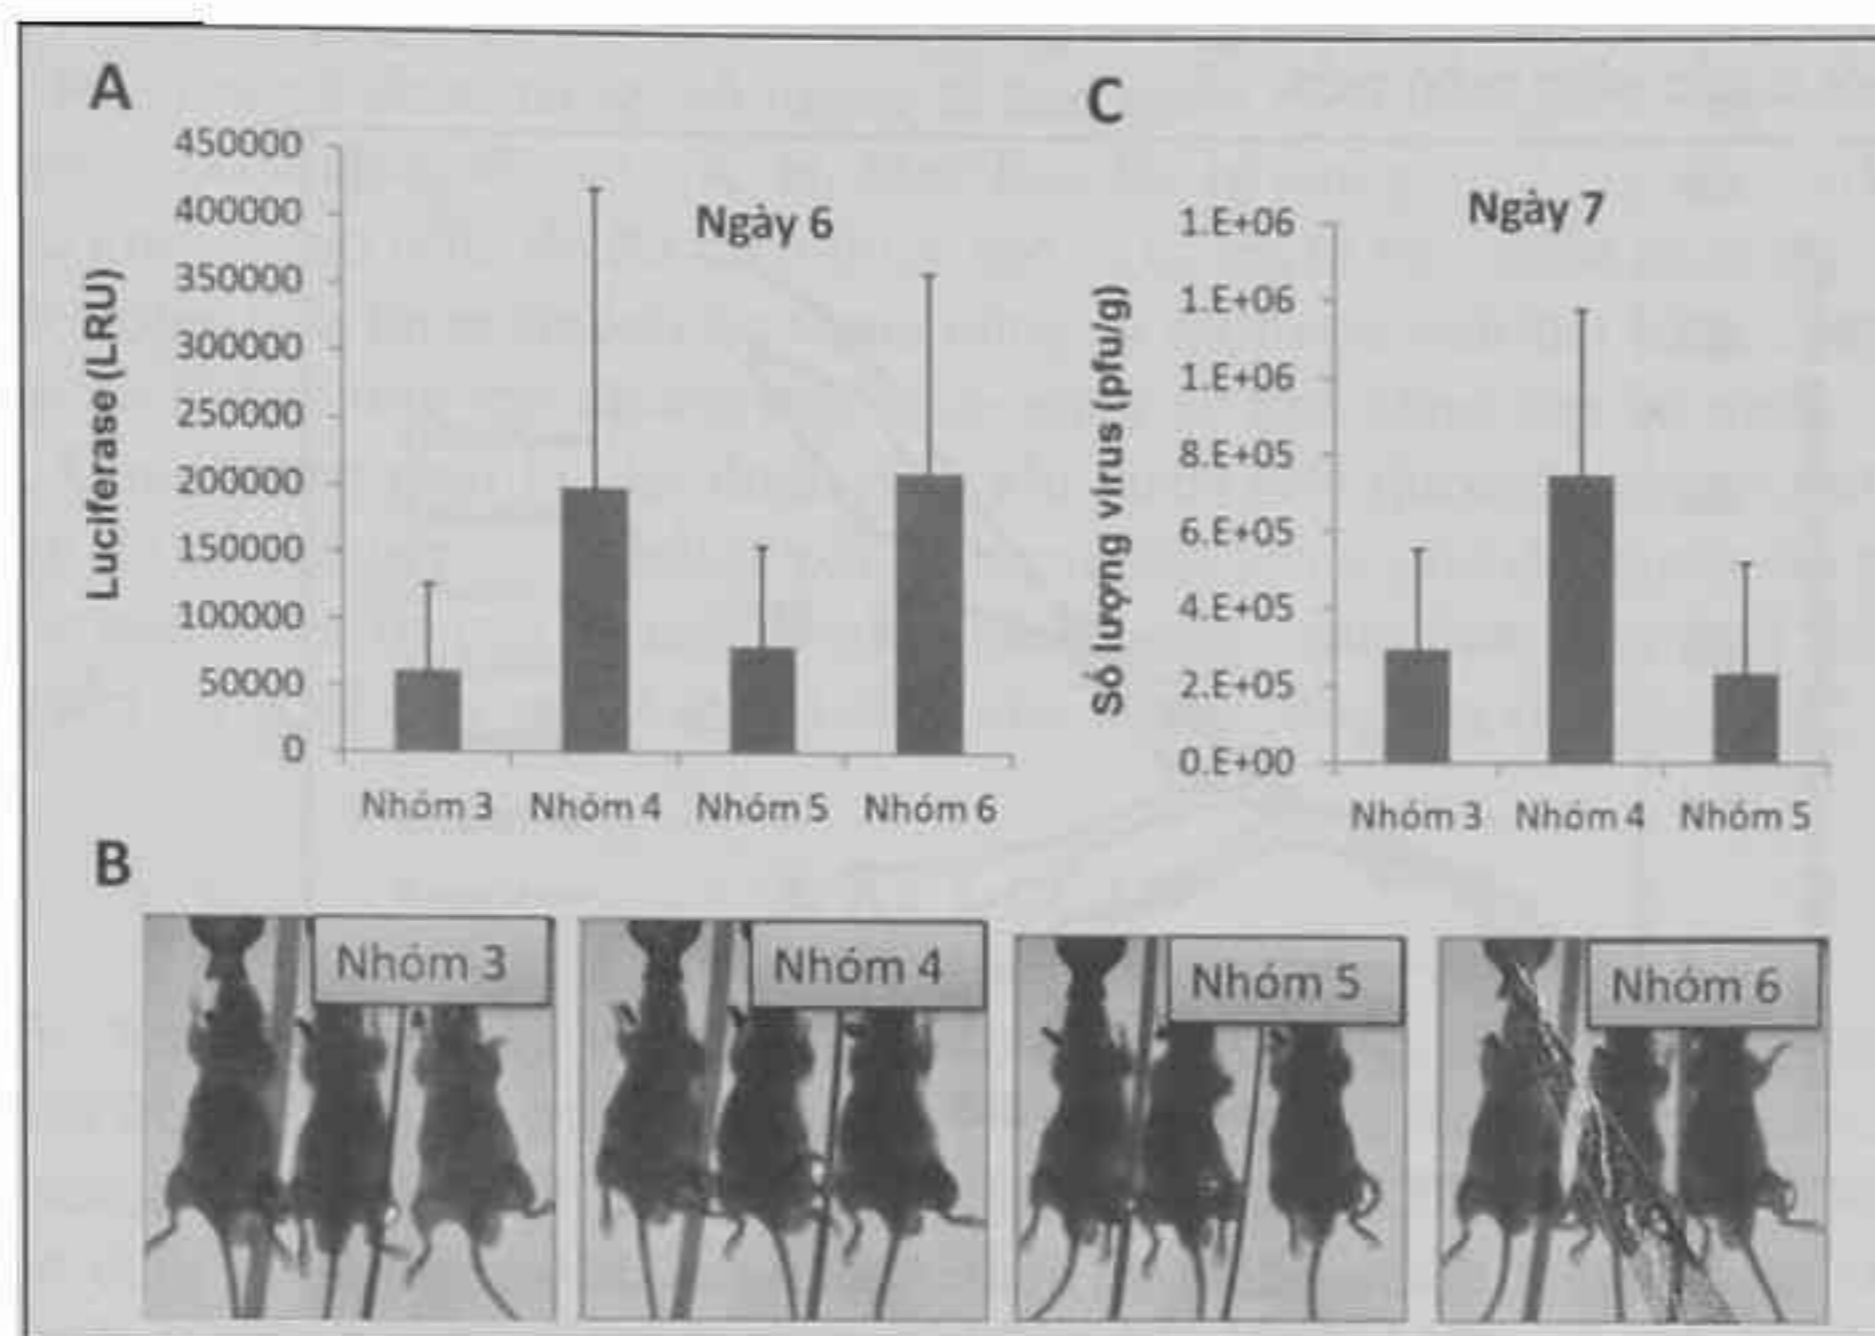 A
Luciferase (LRU)
450000
400000
350000
300000
250000
200000
150000
100000
50000
0
Ngày 6
Nhóm 3 Nhóm 4 Nhóm 5 Nhóm 6
C
Số lượng virus (pfu/g)
1.E+06
1.E+06
1.E+06
8.E+05
6.E+05
4.E+05
2.E+05
0.E+00
Ngày 7
Nhóm 3 Nhóm 4 Nhóm 5
B
Nhóm 3
Nhóm 4
Nhóm 5
Nhóm 6